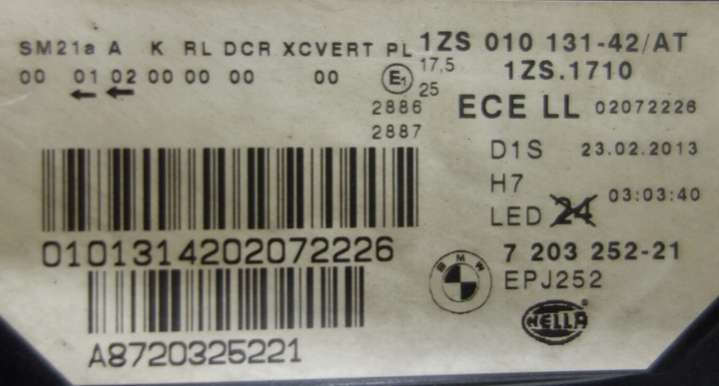 SM21a A K RL DCR XCVERT PL
00 01 02 00 00 00 00
E1
17,5
25
2886
2887
1ZS 010 131-42/AT
1ZS.1710
ECE LL 02072226
D1S 23.02.2013
H7 03:03:40
LED 24
0101314202072226
7 203 252-21
BMW
EPJ252
HELLA
A8720325221